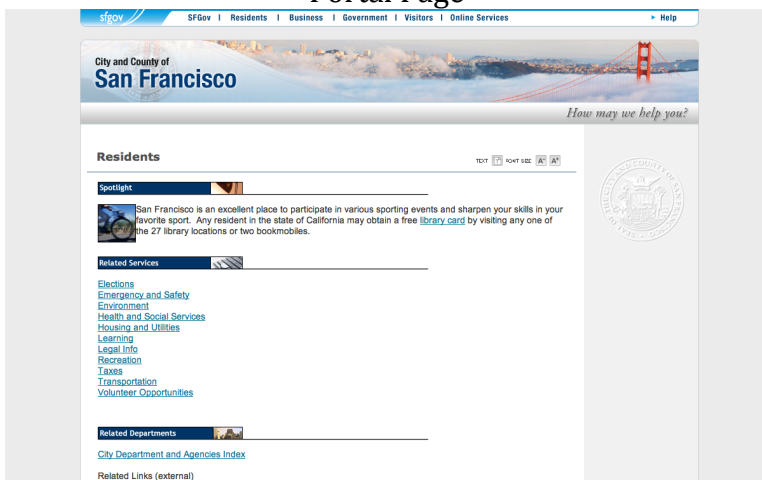 Portal Page
sfgov
SFGov | Residents | Business | Government | Visitors | Online Services
Help
City and County of
San Francisco
How may we help you?
Residents
TEXT
FONT SIZE A- A+
Spotlight
San Francisco is an excellent place to participate in various sporting events and sharpen your skills in your
favorite sport. Any resident in the state of California may obtain a free library card by visiting any one of
the 27 library locations or two bookmobiles.
Related Services
Elections
Emergency and Safety
Environment
Health and Social Services
Housing and Utilities
Learning
Legal Info
Recreation
Taxes
Transportation
Volunteer Opportunities
Related Departments
City Department and Agencies Index
Related Links (external)